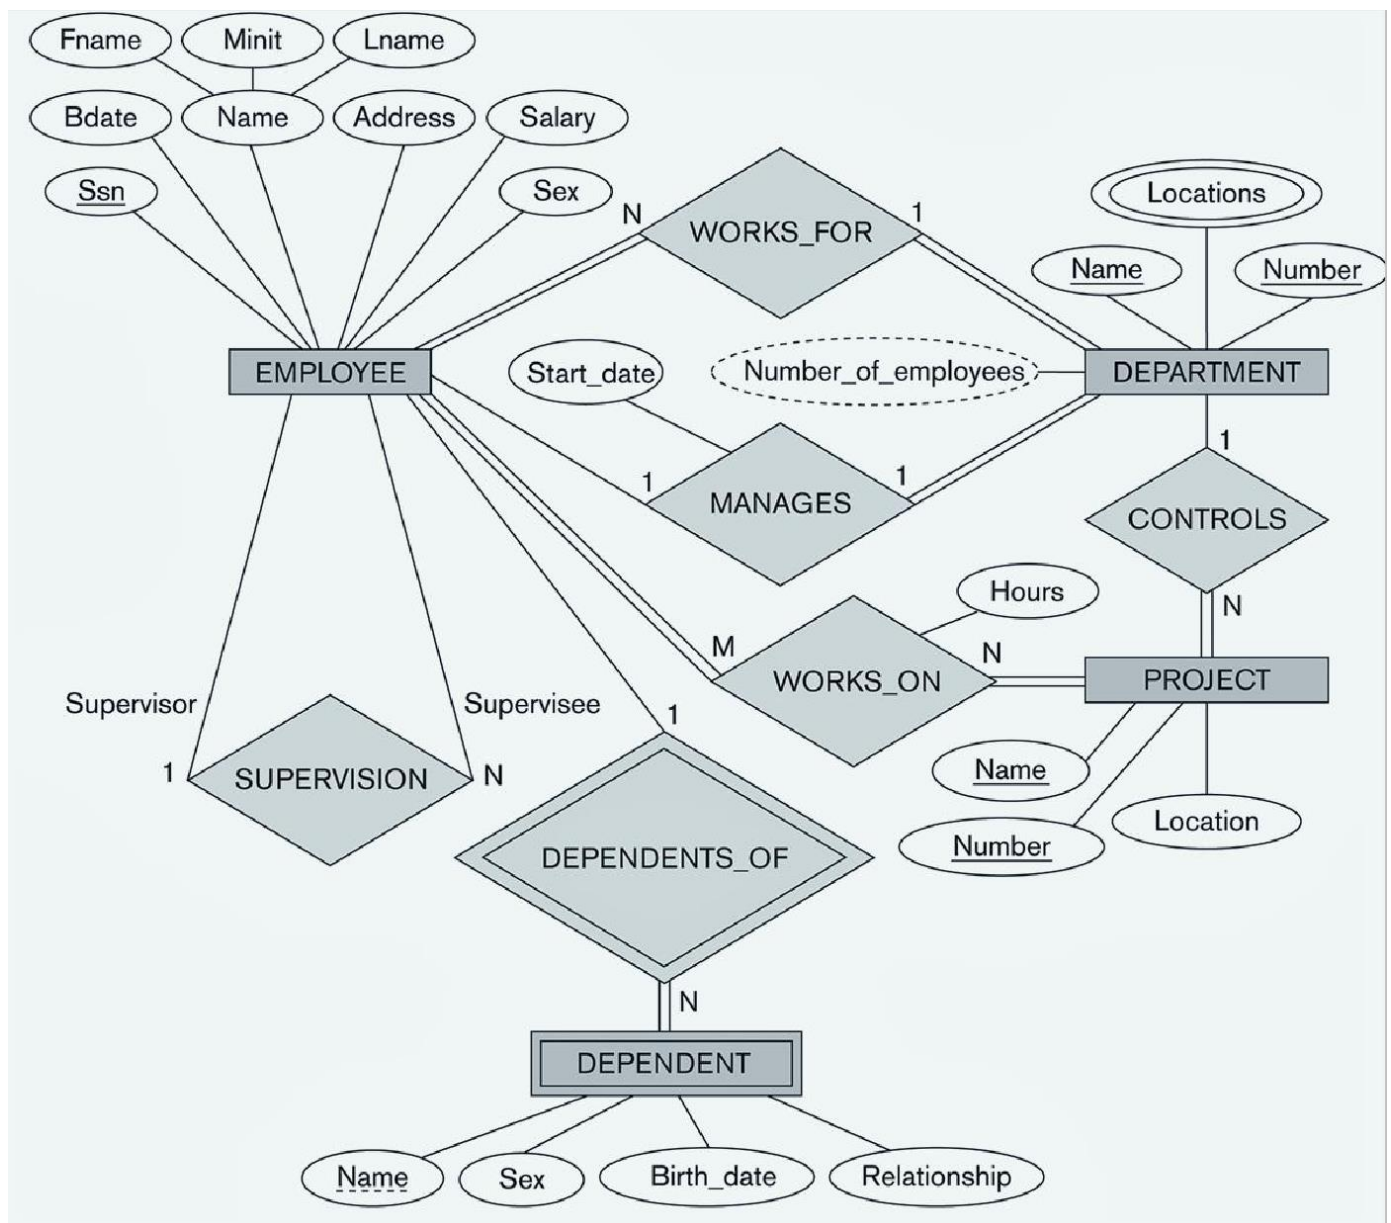 Fname
Minit
Lname
Bdate
Name
Address
Salary
Ssn
Sex
N
WORKS_FOR
1
Locations
Name
Number
EMPLOYEE
Start_date
Number_of_employees
DEPARTMENT
1
MANAGES
1
1
CONTROLS
N
Hours
M
WORKS_ON
N
PROJECT
Supervisor
Supervisee
1
SUPERVISION
N
1
Name
Number
Location
DEPENDENTS_OF
N
DEPENDENT
Name
Sex
Birth_date
Relationship